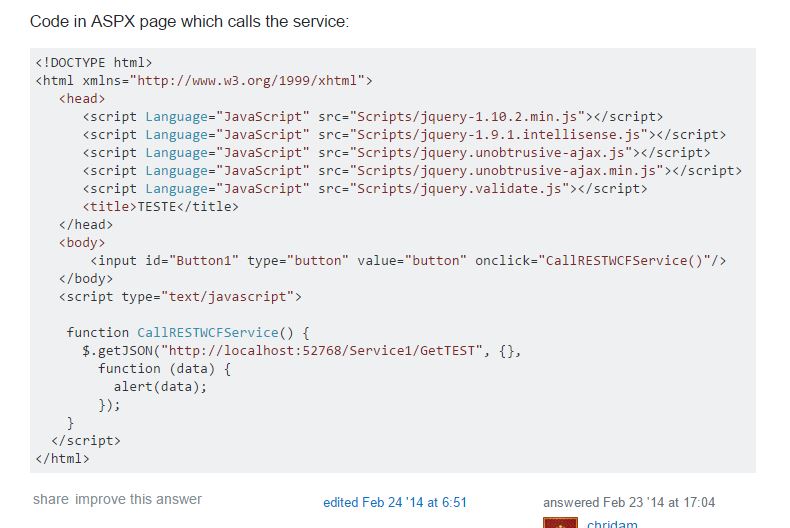 Code in ASPX page which calls the service:
<!DOCTYPE html>
<html xmlns="http://www.w3.org/1999/xhtml">
<head>
<script Language="JavaScript" src="Scripts/jquery-1.10.2.min.js"></script>
<script Language="JavaScript" src="Scripts/jquery-1.9.1.intellisense.js"></script>
<script Language="JavaScript" src="Scripts/jquery.unobtrusive-ajax.js"></script>
<script Language="JavaScript" src="Scripts/jquery.unobtrusive-ajax.min.js"></script>
<script Language="JavaScript" src="Scripts/jquery.validate.js"></script>
<title>TESTE</title>
</head>
<body>
<input id="Button1" type="button" value="button" onclick="CallRESTWCFService()"/>
</body>
<script type="text/javascript">
function CallRESTWCFService() {
$.getJSON("http://localhost:52768/Service1/GetTEST", {},
function (data) {
alert(data);
});
}
</script>
</html>
share improve this answer
edited Feb 24 '14 at 6:51
answered Feb 23 '14 at 17:04
chridam